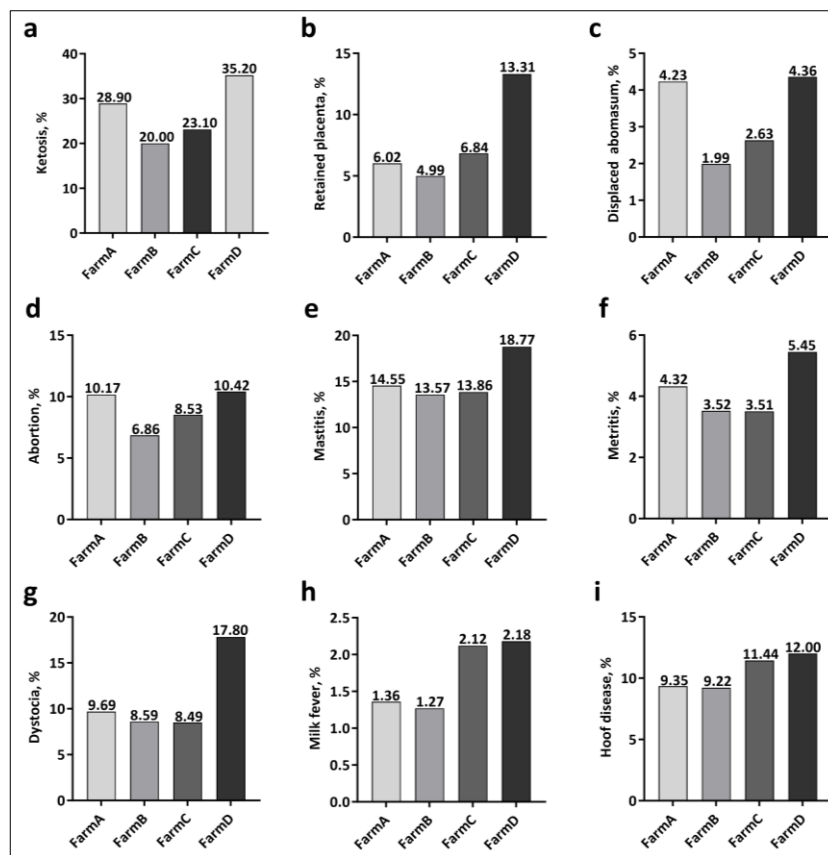 a
Ketosis, %
40
30
20
10
0
28.90
20.00
23.10
35.20
FarmA
FarmB
FarmC
FarmD
b
Retained placenta, %
15
10
5
0
6.02
4.99
6.84
13.31
FarmA
FarmB
FarmC
FarmD
c
Displaced abomasum, %
5
4
3
2
1
0
4.23
1.99
2.63
4.36
FarmA
FarmB
FarmC
FarmD
d
Abortion, %
15
10
5
0
10.17
6.86
8.53
10.42
FarmA
FarmB
FarmC
FarmD
e
Mastitis, %
20
15
10
5
0
14.55
13.57
13.86
18.77
FarmA
FarmB
FarmC
FarmD
f
Metritis, %
6
4
2
0
4.32
3.52
3.51
5.45
FarmA
FarmB
FarmC
FarmD
g
Dystocia, %
20
15
10
5
0
9.69
8.59
8.49
17.80
FarmA
FarmB
FarmC
FarmD
h
Milk fever, %
2.5
2.0
1.5
1.0
0.5
0.0
1.36
1.27
2.12
2.18
FarmA
FarmB
FarmC
FarmD
i
Hoof disease, %
15
10
5
0
9.35
9.22
11.44
12.00
FarmA
FarmB
FarmC
FarmD